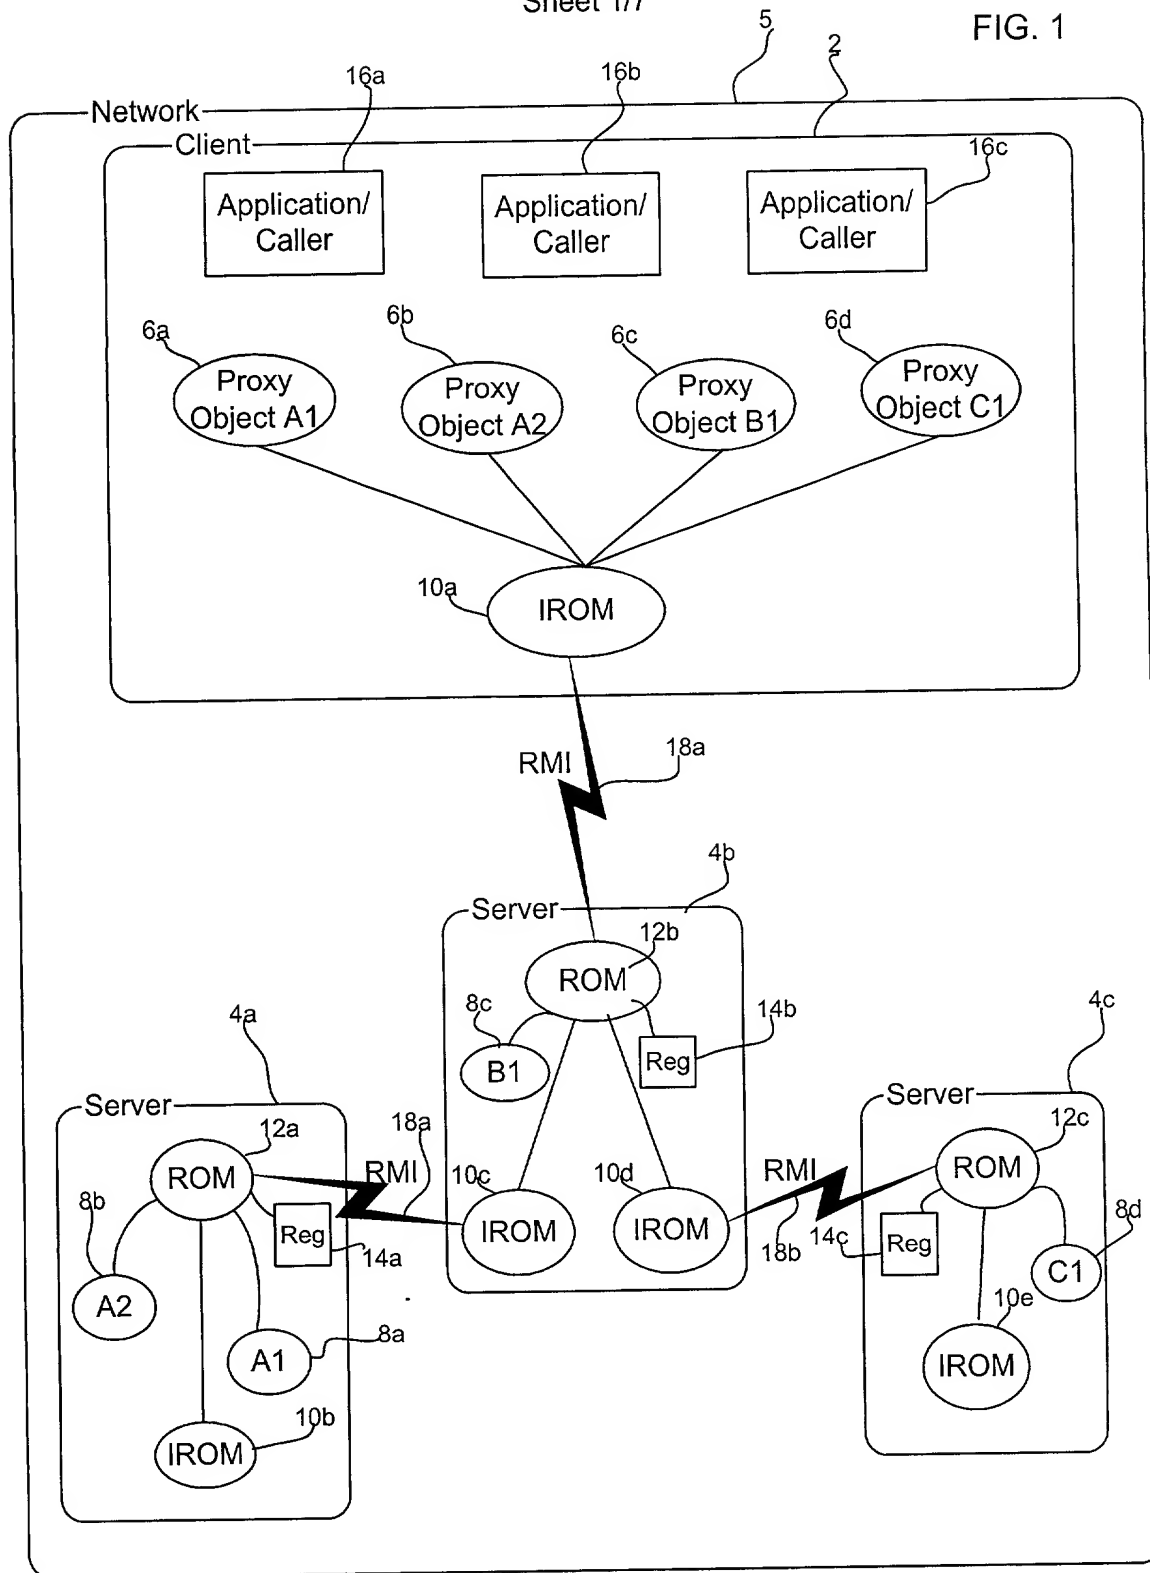 Sheet 1/7
FIG. 1
5
2
16a
16b
16c
Network
Client
Application/
Caller
Application/
Caller
Application/
Caller
6a
6b
6c
6d
Proxy
Object A1
Proxy
Object A2
Proxy
Object B1
Proxy
Object C1
10a
IROM
RMI
18a
4b
Server
12b
ROM
8c
14b
B1
Reg
10c
10d
IROM
IROM
4a
Server
12a
18a
ROM
RMI
8b
Reg
14a
A2
8a
A1
10b
IROM
4c
Server
12c
RMI
ROM
18b
14c
Reg
8d
C1
10e
IROM